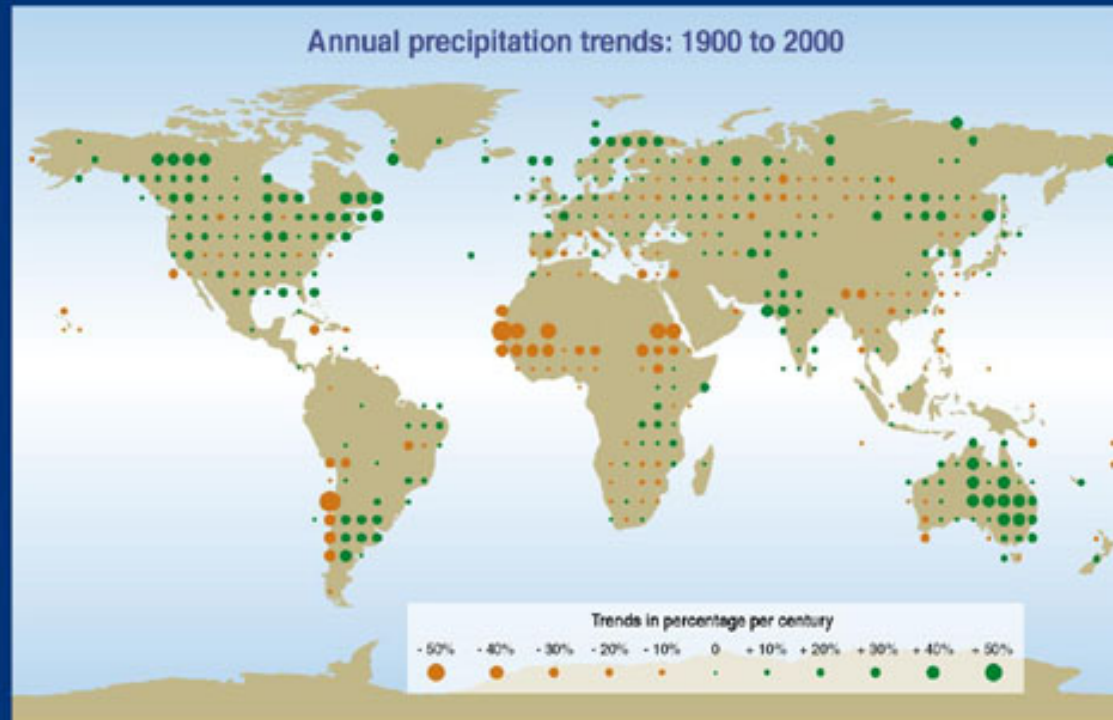 Annual precipitation trends: 1900 to 2000
Trends in percentage per century
- 50% - 40% - 30% - 20% - 10% 0 + 10% + 20% + 30% + 40% + 50%